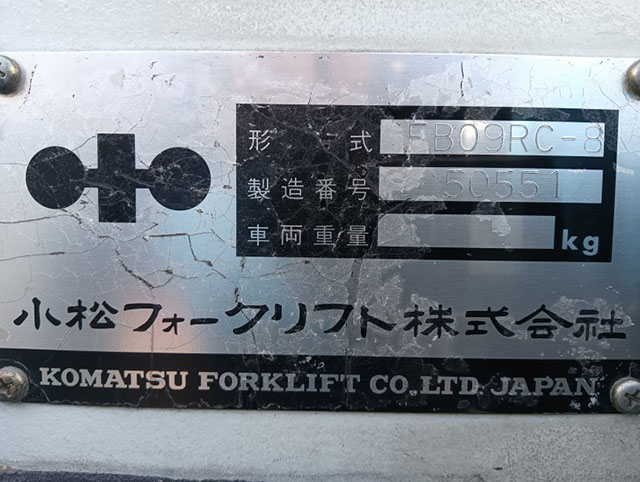 形式 FB09RC-8
製造番号 50551
車両重量 kg
小松フォークリフト株式会社
KOMATSU FORKLIFT CO.,LTD. JAPAN